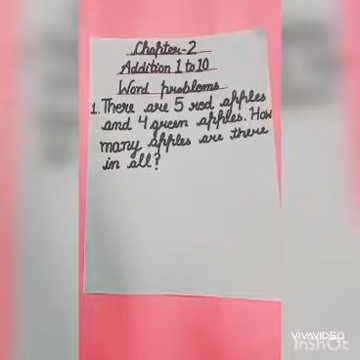 Chapter-2
Addition 1 to 10
Word problems
1. There are 5 red apples
and 4 green apples. How
many apples are there
in all?
VIVAVIDEO
InShOt